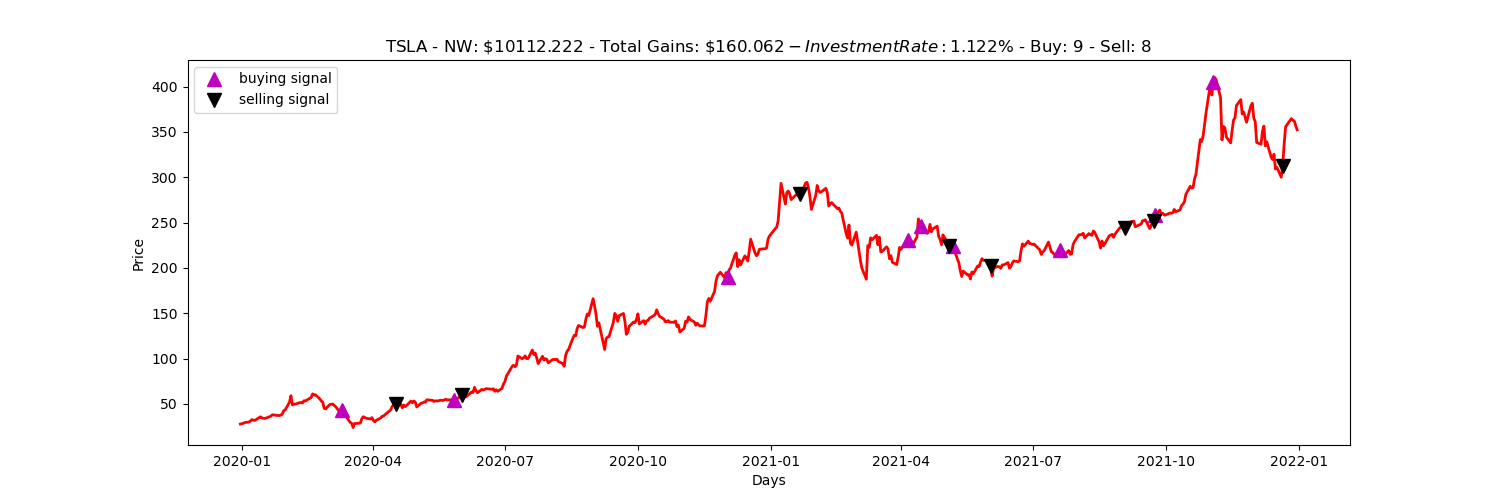 TSLA - NW: $10112.222 - Total Gains: $160.062 − InvestmentRate : 1.122% - Buy: 9 - Sell: 8
buying signal
selling signal
400
350
300
250
200
150
100
50
Price
2020-01 2020-04 2020-07 2020-10 2021-01 2021-04 2021-07 2021-10 2022-01
Days